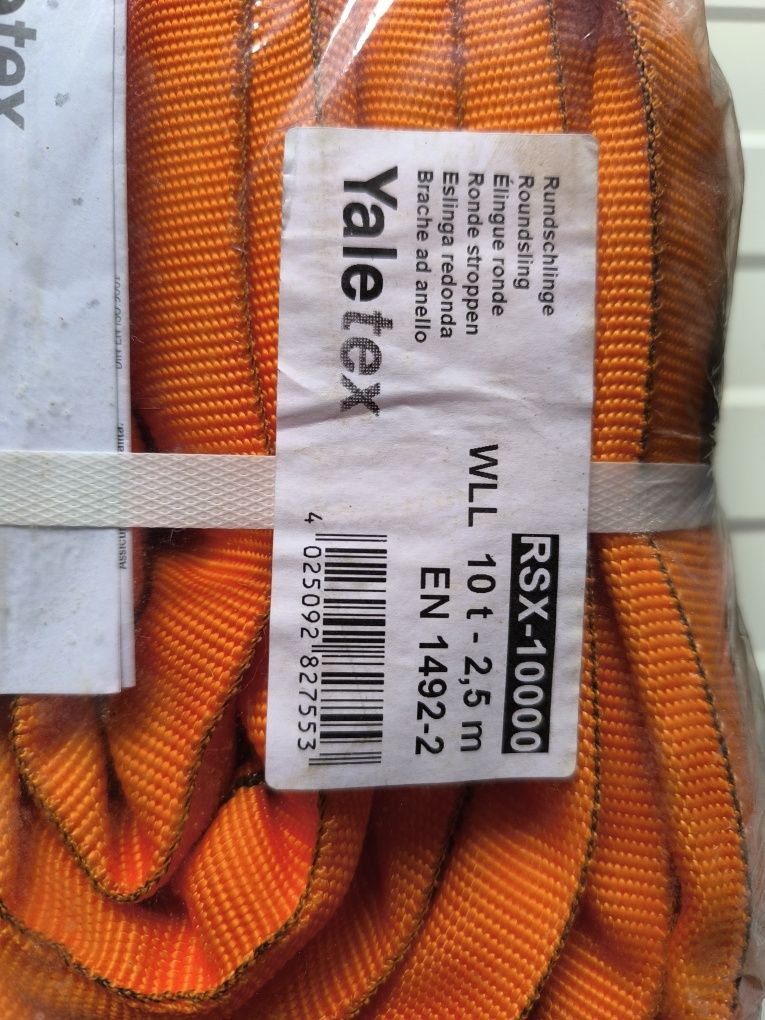 Rundschlinge
Roundsling
Élingue ronde
Ronde stroppen
Eslinga redonda
Brache ad anello
Yaletex
RSX-10000
WLL 10 t - 2,5 m
EN 1492-2
4 025092 827553